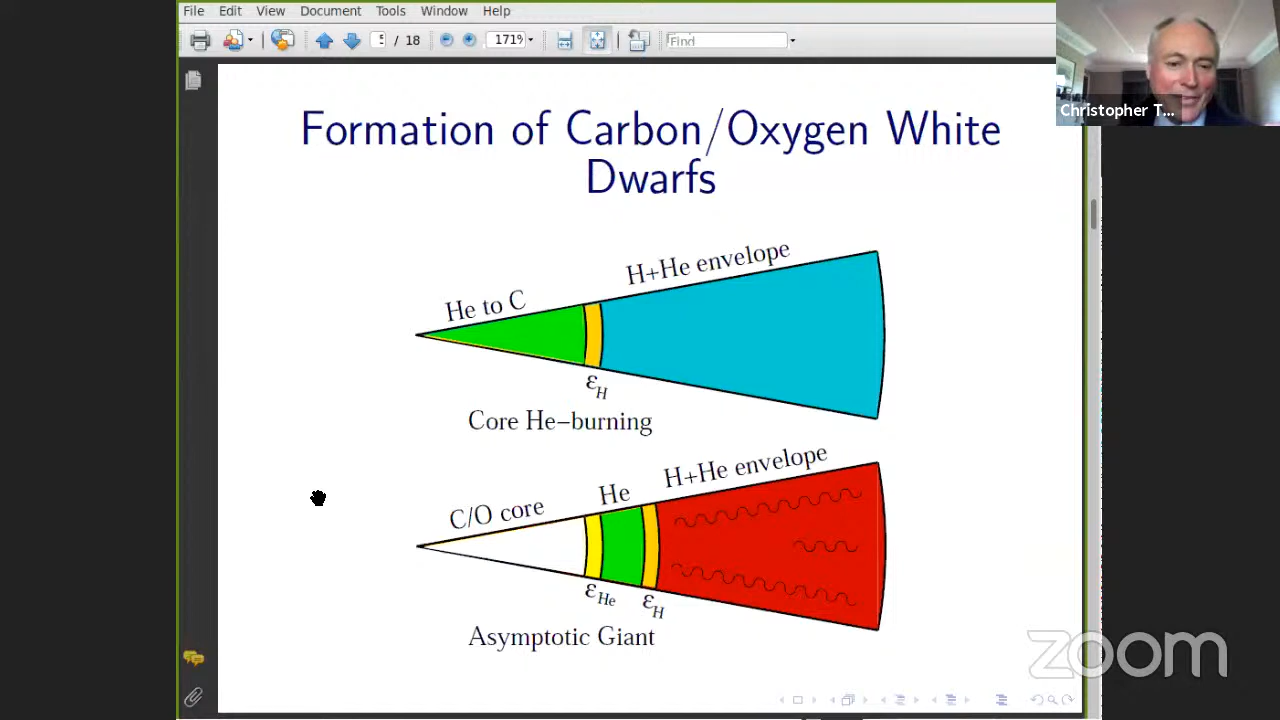 File Edit View Document Tools Window Help
5 / 18 171% Find
Christopher T...
Formation of Carbon/Oxygen White
Dwarfs
H+He envelope
He to C
εH
Core He−burning
H+He envelope
He
C/O core
εHe
εH
Asymptotic Giant
zoom